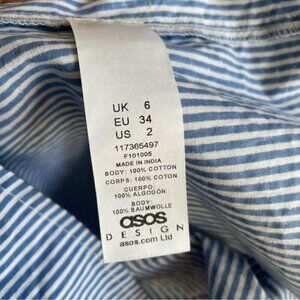 UK 6
EU 34
US 2
117365497
F101005
MADE IN INDIA
BODY: 100% COTTON
CORPS: 100% COTON
CUERPO:
100% ALGODÓN
BODY:
100% BAUMWOLLE
asos
DESIGN
asos.com Ltd